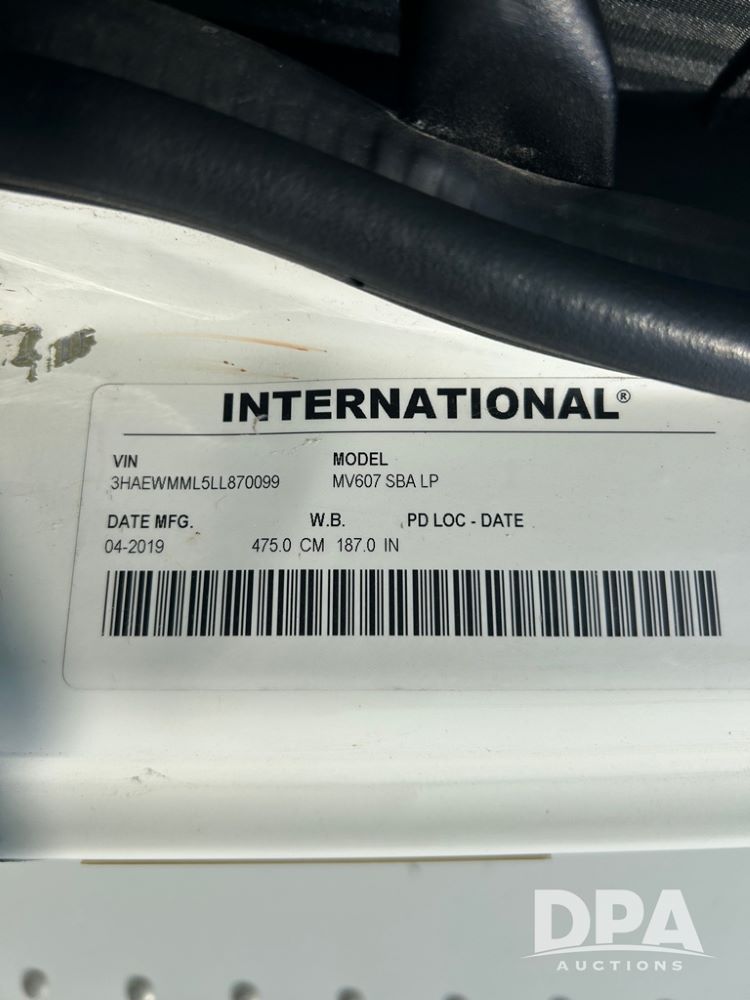 INTERNATIONAL®
VIN MODEL
3HAEWMML5LL870099 MV607 SBA LP
DATE MFG. W.B. PD LOC - DATE
04-2019 475.0 CM 187.0 IN
DPA
AUCTIONS